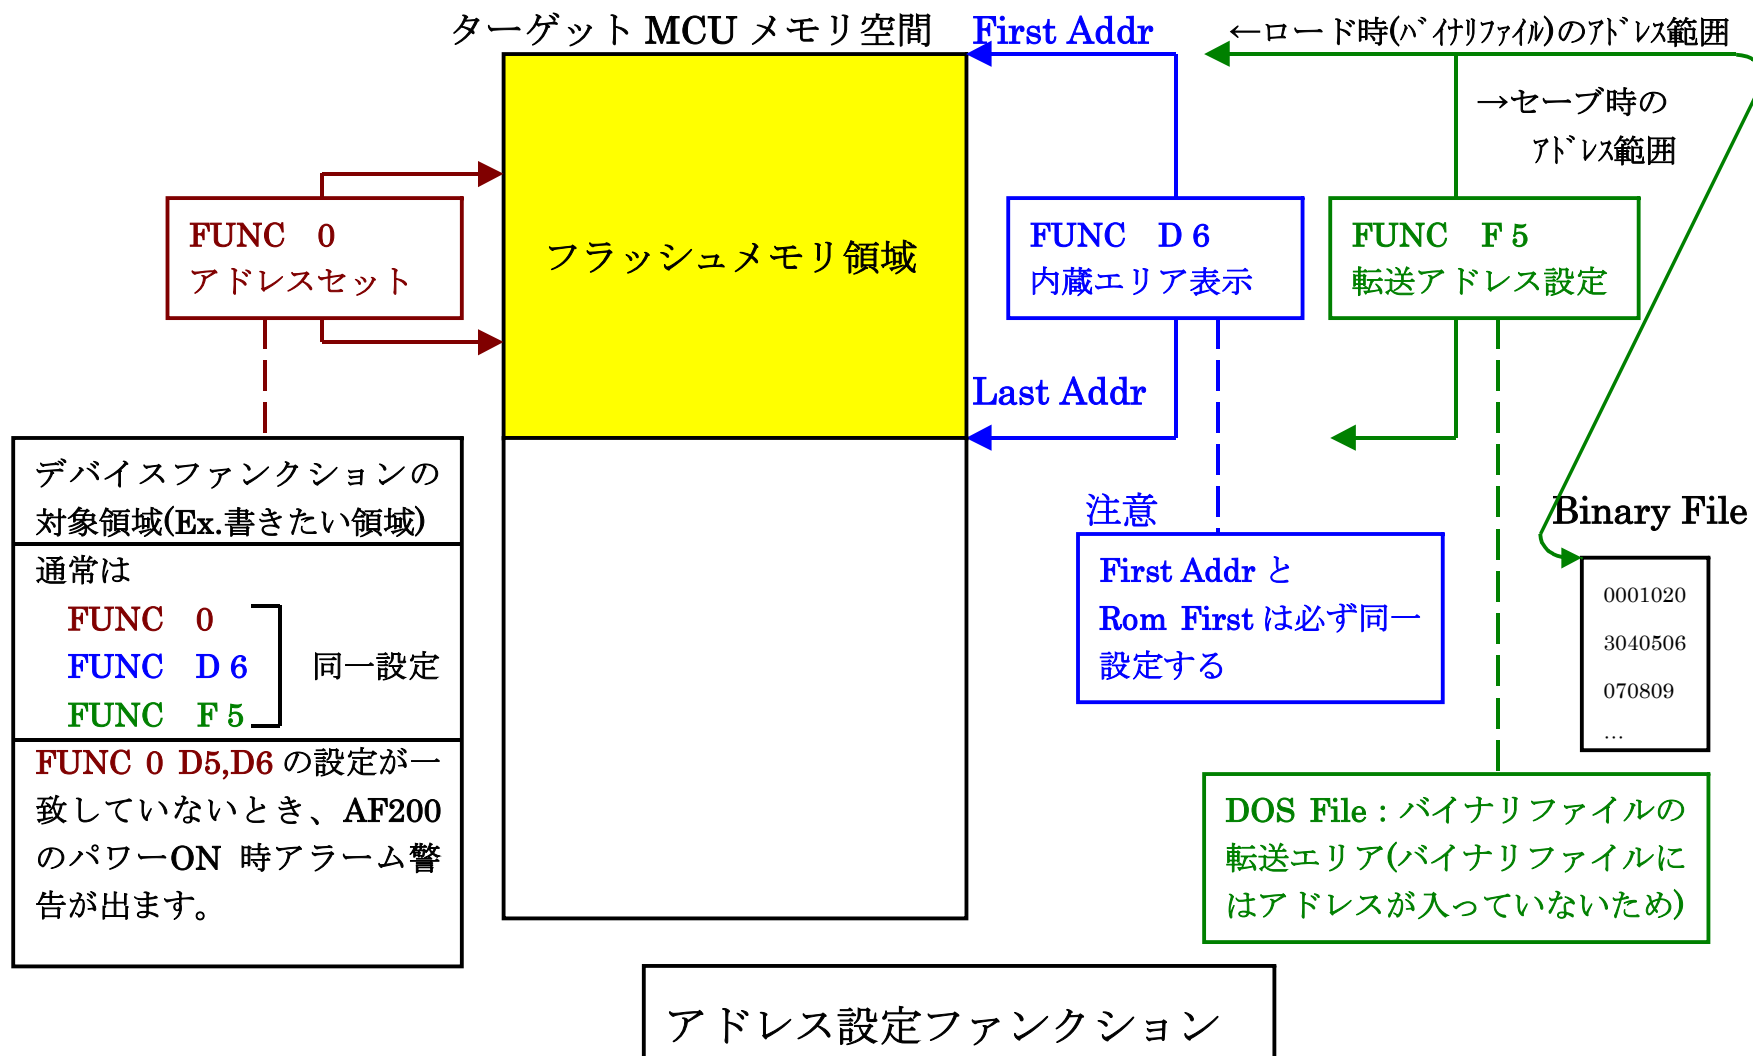 ターゲット MCU メモリ空間
First Addr
←ロード時(ﾊﾞｲﾅﾘﾌｧｲﾙ)のｱﾄﾞﾚｽ範囲
→セーブ時の
ｱﾄﾞﾚｽ範囲
FUNC 0
アドレスセット
フラッシュメモリ領域
FUNC D 6
内蔵エリア表示
FUNC F 5
転送アドレス設定
Last Addr
デバイスファンクションの
対象領域(Ex.書きたい領域)
通常は
FUNC 0
FUNC D 6
FUNC F 5
同一設定
FUNC 0 D5,D6 の設定が一
致していないとき、AF200
のパワーON 時アラーム警
告が出ます。
注意
First Addr と
Rom First は必ず同一
設定する
Binary File
0001020
3040506
070809
…
DOS File：バイナリファイルの
転送エリア(バイナリファイルに
はアドレスが入っていないため)
アドレス設定ファンクション